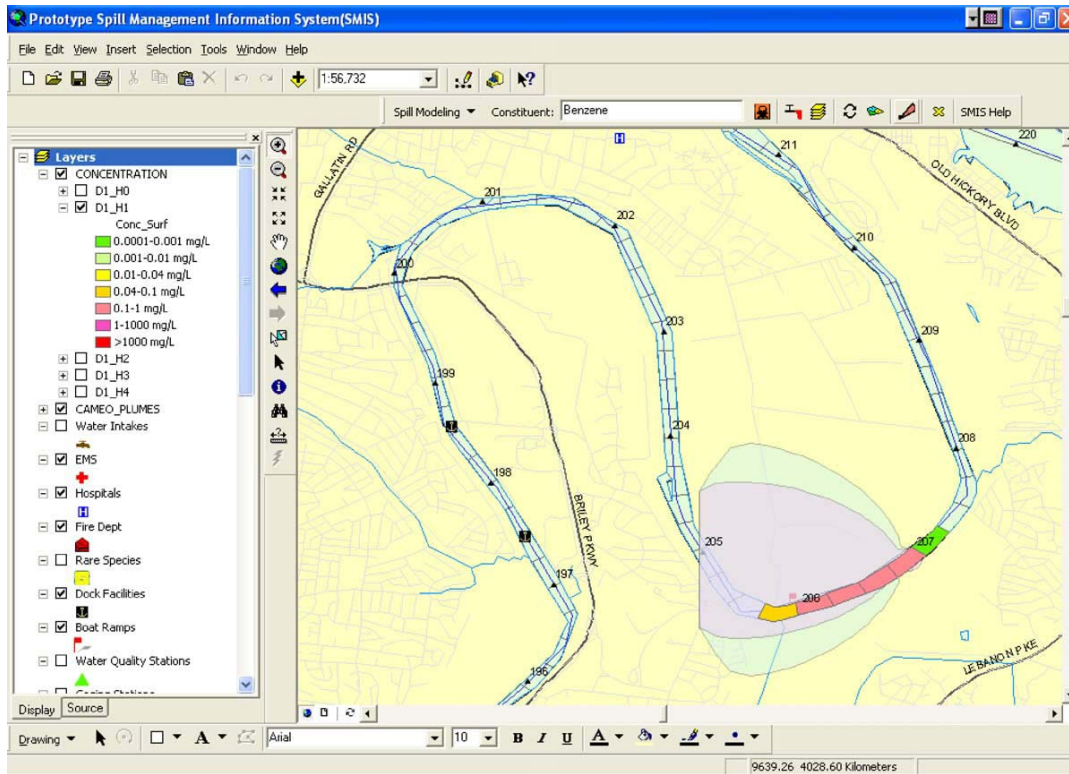 Prototype Spill Management Information System(SMIS)
File Edit View Insert Selection Tools Window Help
1:56,732
Spill Modeling Constituent: Benzene SMIS Help
Layers
CONCENTRATION
D1_H0
D1_H1
Conc_Surf
0.0001-0.001 mg/L
0.001-0.01 mg/L
0.01-0.04 mg/L
0.04-0.1 mg/L
0.1-1 mg/L
1-1000 mg/L
>1000 mg/L
D1_H2
D1_H3
D1_H4
CAMEO_PLUMES
Water Intakes
EMS
Hospitals
H
Fire Dept
Rare Species
Dock Facilities
Boat Ramps
Water Quality Stations
Display Source
GALLATIN RD
H
211
220
OLD HICKORY BLVD
201
202
210
200
203
209
199
204
208
198
BRILEY PKWY
205
207
197
206
196
LEBANON PKE
Drawing A Arial 10 B I U A
9639.26 4028.60 Kilometers